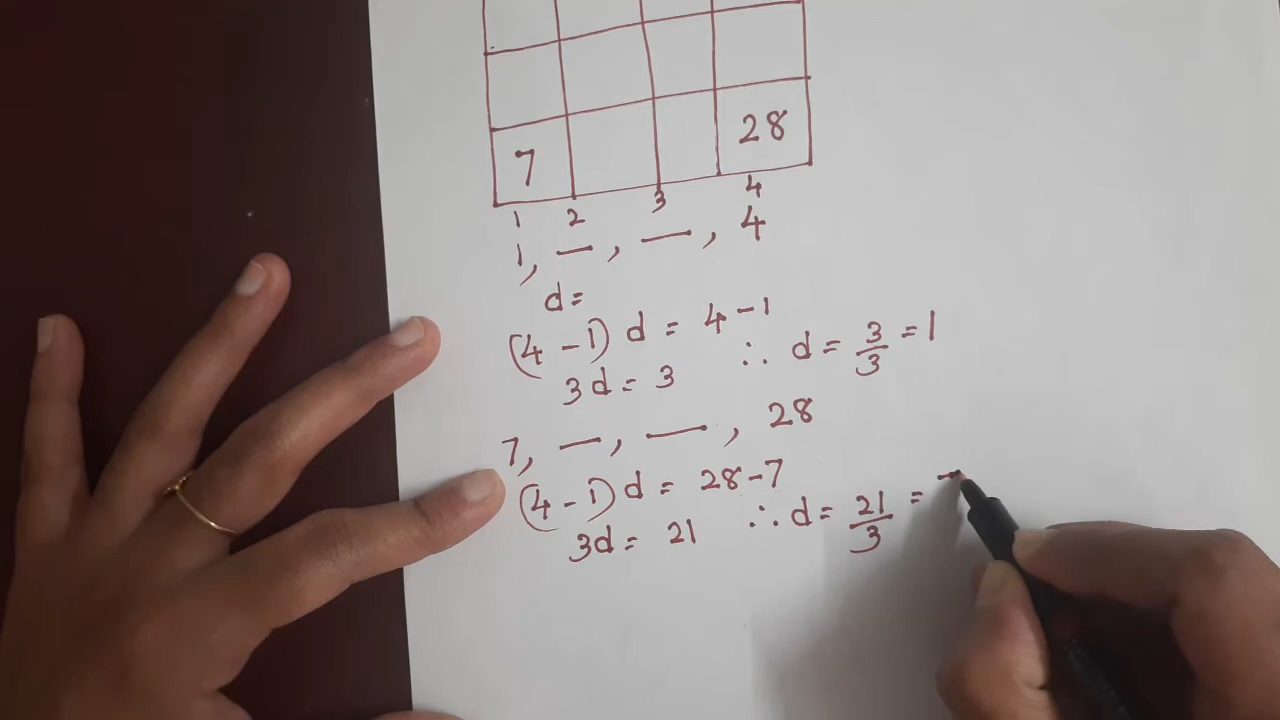 28
7
1 2 3 4
1, —, —, 4
d =
(4 - 1) d = 4 - 1
3d = 3 ∴ d = 3/3 = 1
7, —, —, 28
(4 - 1) d = 28 - 7
3d = 21 ∴ d = 21/3 =